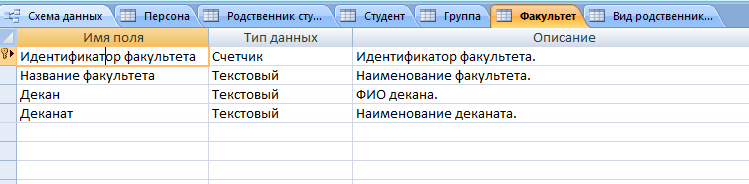 Схема данных Персона Родственник сту... Студент Группа Факультет Вид родственник...
Имя поля Тип данных Описание
Идентификатор факультета Счетчик Идентификатор факультета.
Название факультета Текстовый Наименование факультета.
Декан Текстовый ФИО декана.
Деканат Текстовый Наименование деканата.